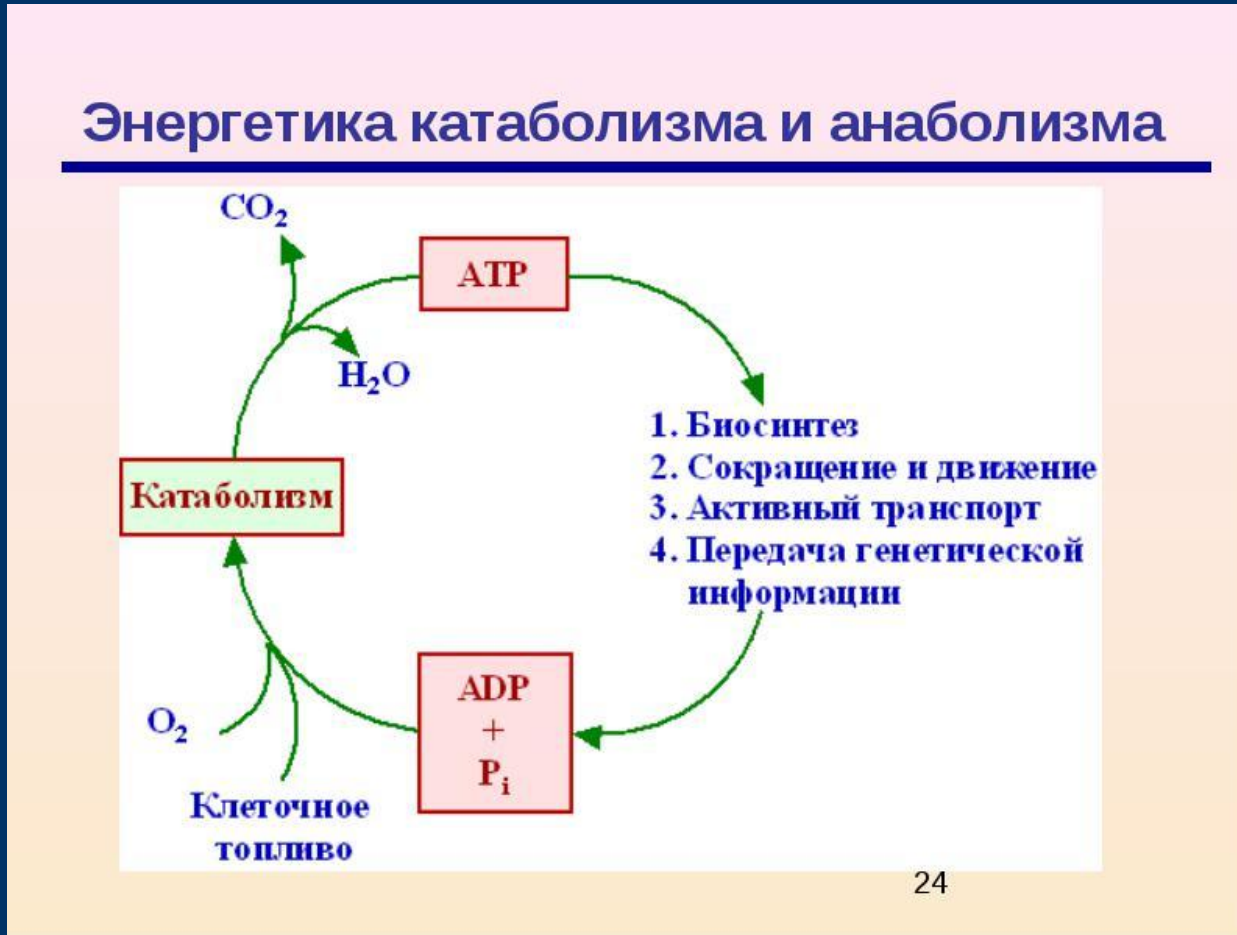 Энергетика катаболизма и анаболизма
CO₂
ATP
H₂O
1. Биосинтез
2. Сокращение и движение
3. Активный транспорт
4. Передача генетической
информации
Катаболизм
ADP
+
Pᵢ
O₂
Клеточное
топливо
24